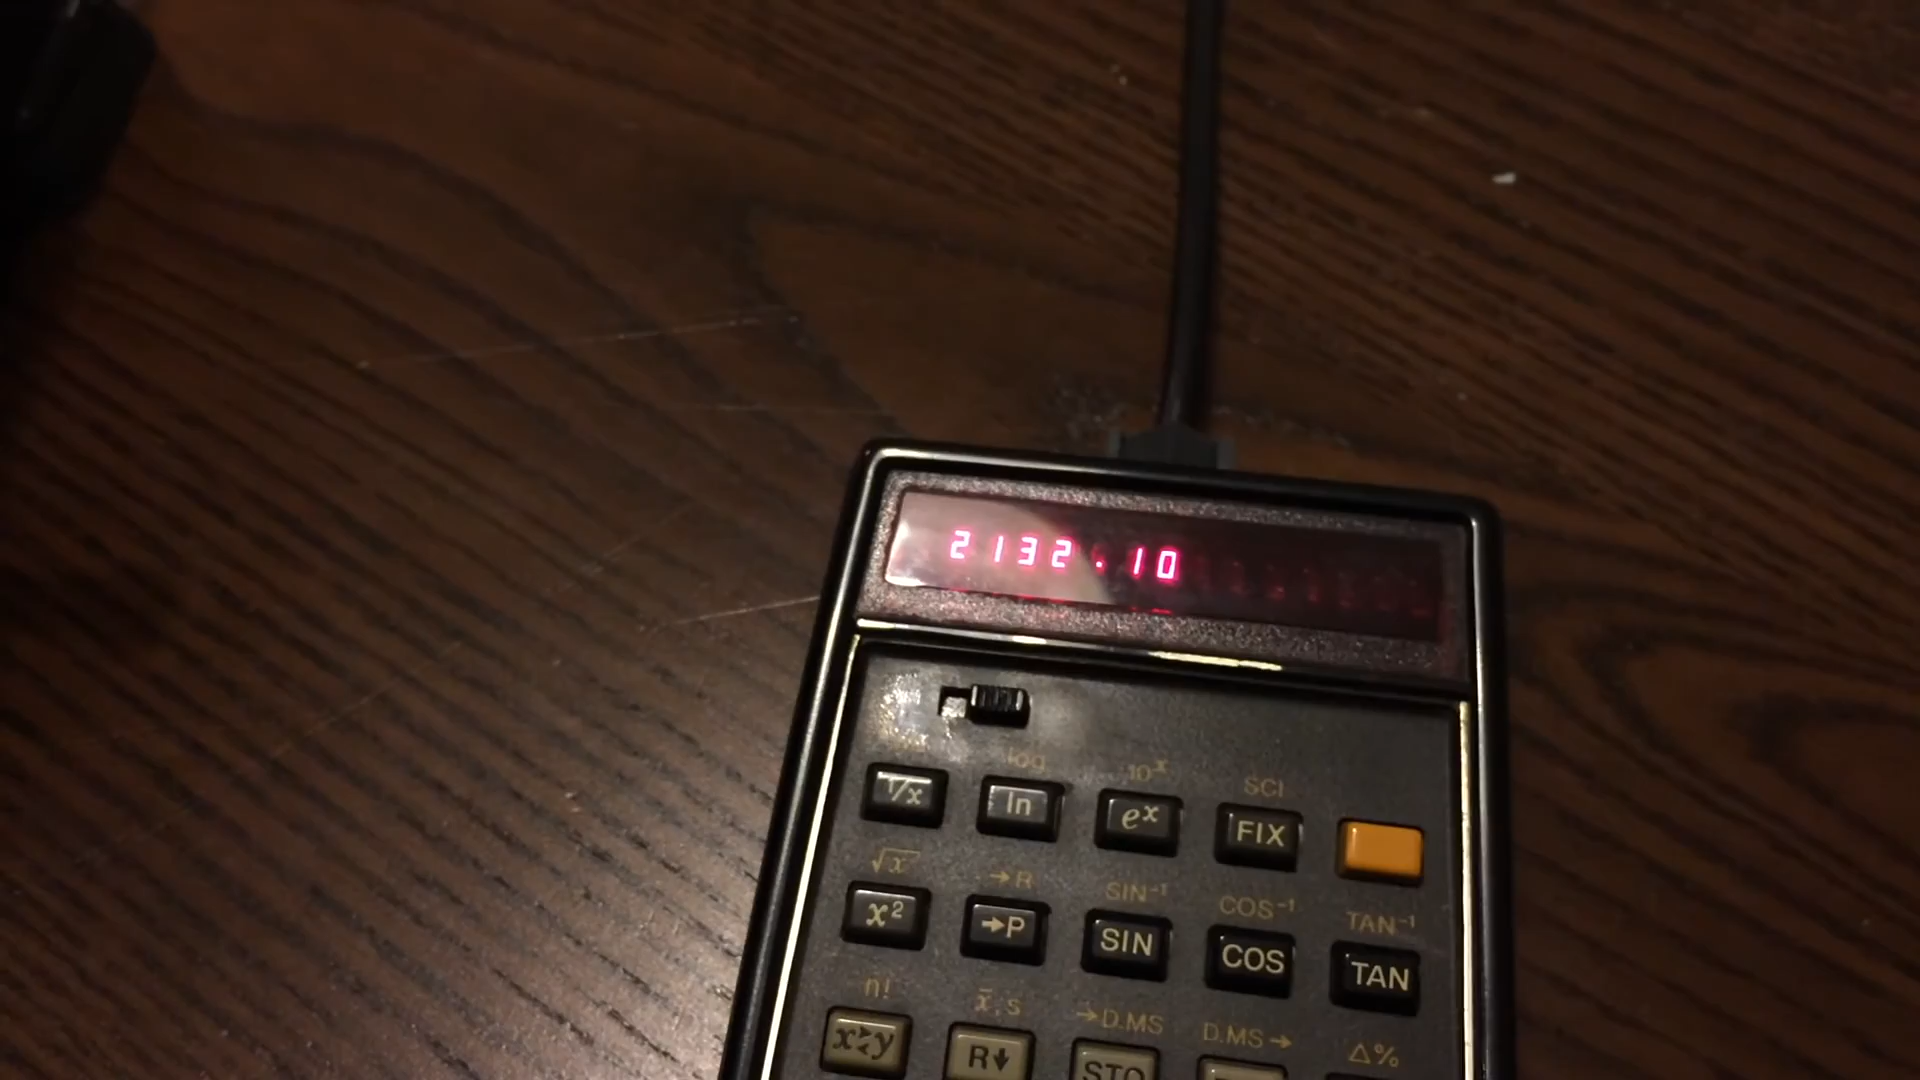 2132.10
log 10ˣ SCI
1/x ln eˣ FIX
√x →R SIN⁻¹ COS⁻¹ TAN⁻¹
x² →P SIN COS TAN
n! x̄,s →D.MS D.MS→ Δ%
x≷y R↓ STO